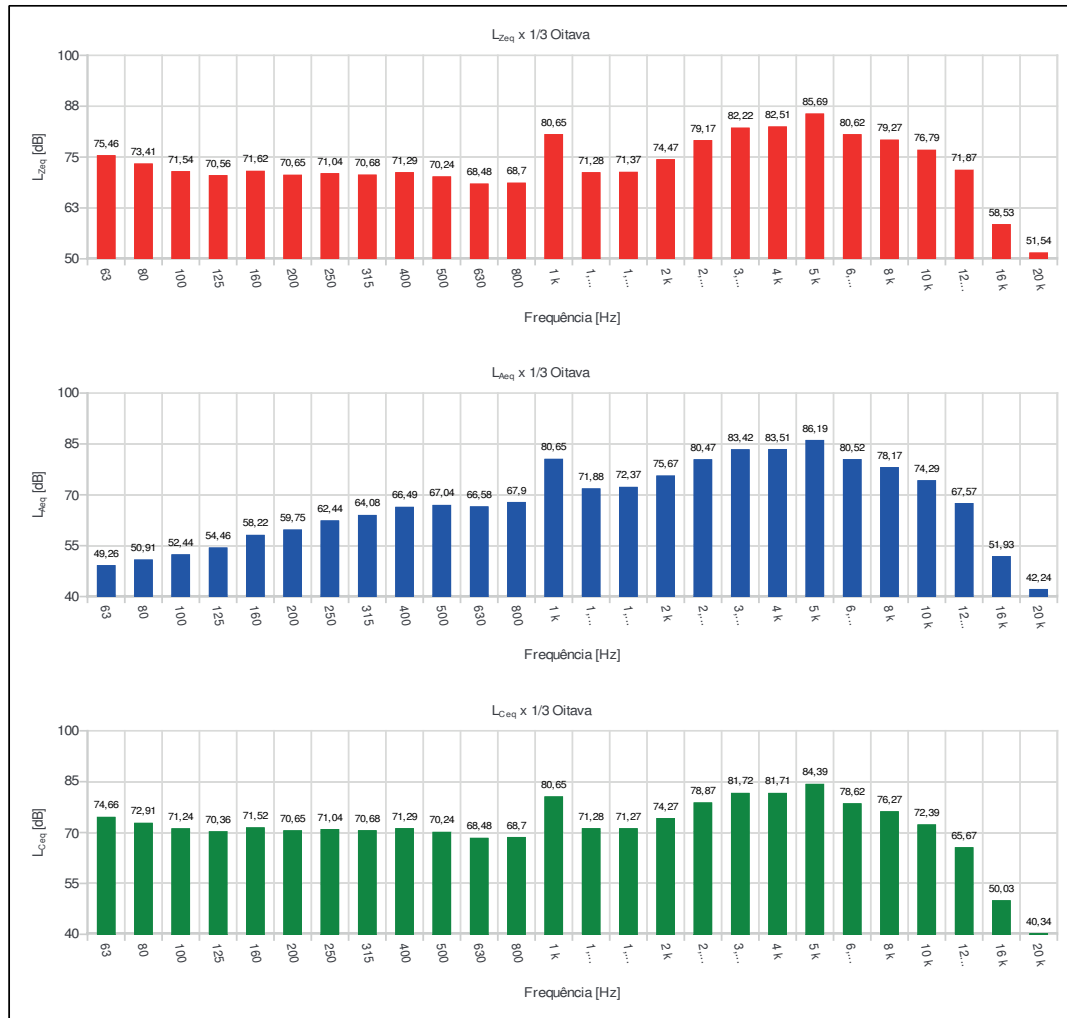 LZeq x 1/3 Oitava
LZeq [dB]
100
88
75
63
50
75,46 73,41 71,54 70,56 71,62 70,65 71,04 70,68 71,29 70,24 68,48 68,7 80,65 71,28 71,37 74,47 79,17 82,22 82,51 85,69 80,62 79,27 76,79 71,87 58,53 51,54
63 80 100 125 160 200 250 315 400 500 630 800 1 k 1,... 1,... 2 k 2,... 3,... 4 k 5 k 6,... 8 k 10 k 12... 16 k 20 k
Frequência [Hz]
LAeq x 1/3 Oitava
LAeq [dB]
100
85
70
55
40
49,26 50,91 52,44 54,46 58,22 59,75 62,44 64,08 66,49 67,04 66,58 67,9 80,65 71,88 72,37 75,67 80,47 83,42 83,51 86,19 80,52 78,17 74,29 67,57 51,93 42,24
63 80 100 125 160 200 250 315 400 500 630 800 1 k 1,... 1,... 2 k 2,... 3,... 4 k 5 k 6,... 8 k 10 k 12... 16 k 20 k
Frequência [Hz]
LCeq x 1/3 Oitava
LCeq [dB]
100
85
70
55
40
74,66 72,91 71,24 70,36 71,52 70,65 71,04 70,68 71,29 70,24 68,48 68,7 80,65 71,28 71,27 74,27 78,87 81,72 81,71 84,39 78,62 76,27 72,39 65,67 50,03 40,34
63 80 100 125 160 200 250 315 400 500 630 800 1 k 1,... 1,... 2 k 2,... 3,... 4 k 5 k 6,... 8 k 10 k 12... 16 k 20 k
Frequência [Hz]